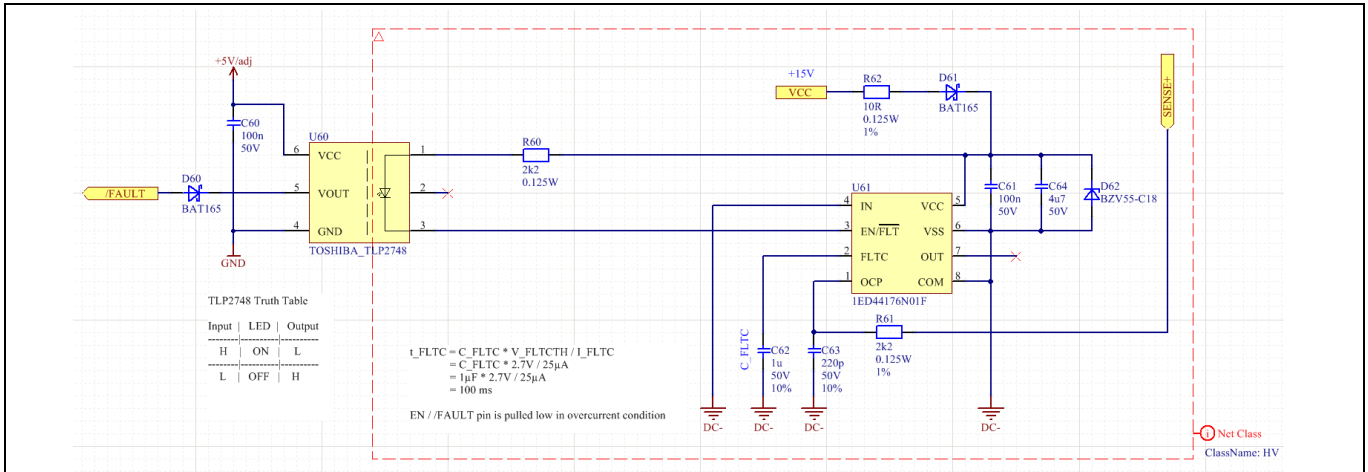 +5V/adj
C60
100n
50V
U60
6
VCC
1
5
VOUT
2
4
GND
3
TOSHIBA_TLP2748
/FAULT
D60
BAT165
GND
R60
2k2
0.125W
+15V
VCC
R62
10R
0.125W
1%
D61
BAT165
SENSE+
U61
4
IN
VCC
5
3
EN/FLT
VSS
6
2
FLTC
OUT
7
1
OCP
COM
8
1ED44176N01F
C61
100n
50V
C64
4u7
50V
D62
BZV55-C18
R61
2k2
0.125W
1%
C_FLTC
C62
1u
50V
10%
C63
220p
50V
10%
DC-
DC-
DC-
DC-
TLP2748 Truth Table
Input | LED | Output
--------|----------|--------
H | ON | L
--------|----------|--------
L | OFF | H
t_FLTC = C_FLTC * V_FLTCTH / I_FLTC
= C_FLTC * 2.7V / 25µA
= 1µF * 2.7V / 25µA
= 100 ms
EN / /FAULT pin is pulled low in overcurrent condition
i Net Class
ClassName: HV